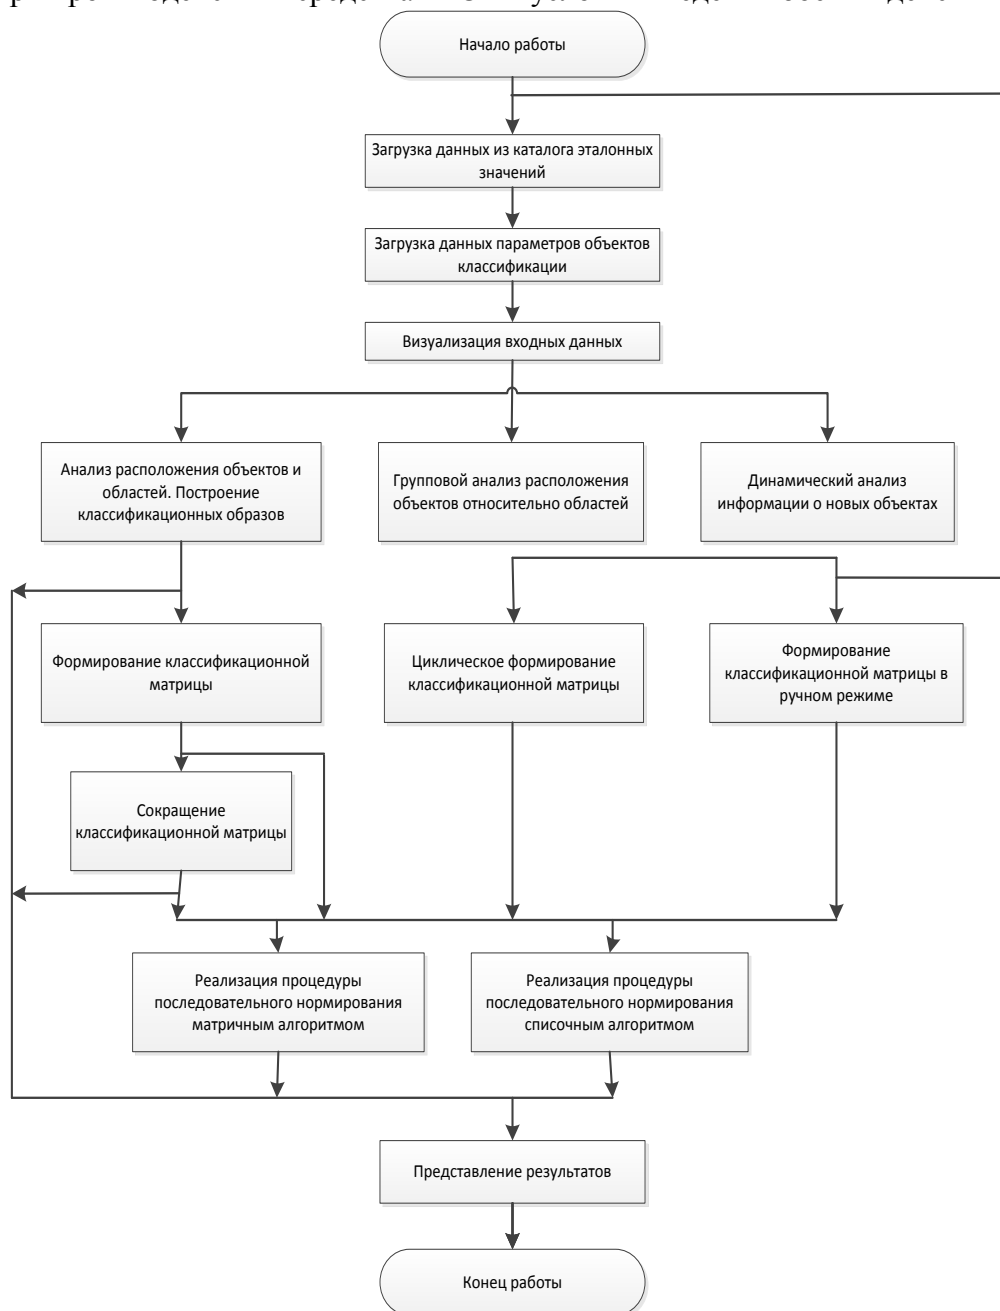 Начало работы
Загрузка данных из каталога эталонных
значений
Загрузка данных параметров объектов
классификации
Визуализация входных данных
Анализ расположения объектов и
областей. Построение
классификационных образов
Групповой анализ расположения
объектов относительно областей
Динамический анализ
информации о новых объектах
Формирование классификационной
матрицы
Циклическое формирование
классификационной матрицы
Формирование
классификационной матрицы в
ручном режиме
Сокращение
классификационной матрицы
Реализация процедуры
последовательного нормирования
матричным алгоритмом
Реализация процедуры
последовательного нормирования
списочным алгоритмом
Представление результатов
Конец работы